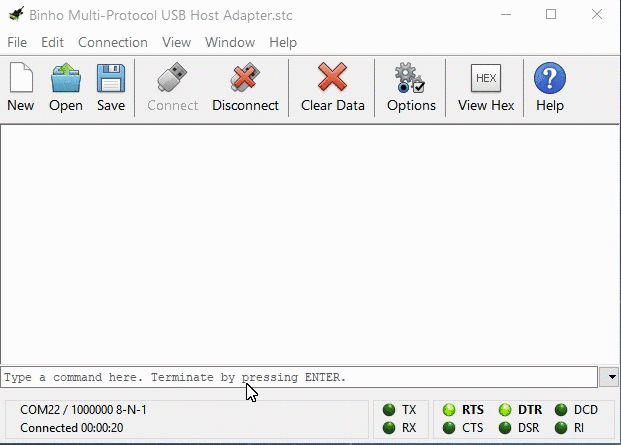 Binho Multi-Protocol USB Host Adapter.stc
File Edit Connection View Window Help
New Open Save Connect Disconnect Clear Data Options HEX View Hex ? Help
Type a command here. Terminate by pressing ENTER.
COM22 / 1000000 8-N-1
Connected 00:00:20
TX RTS DTR DCD
RX CTS DSR RI